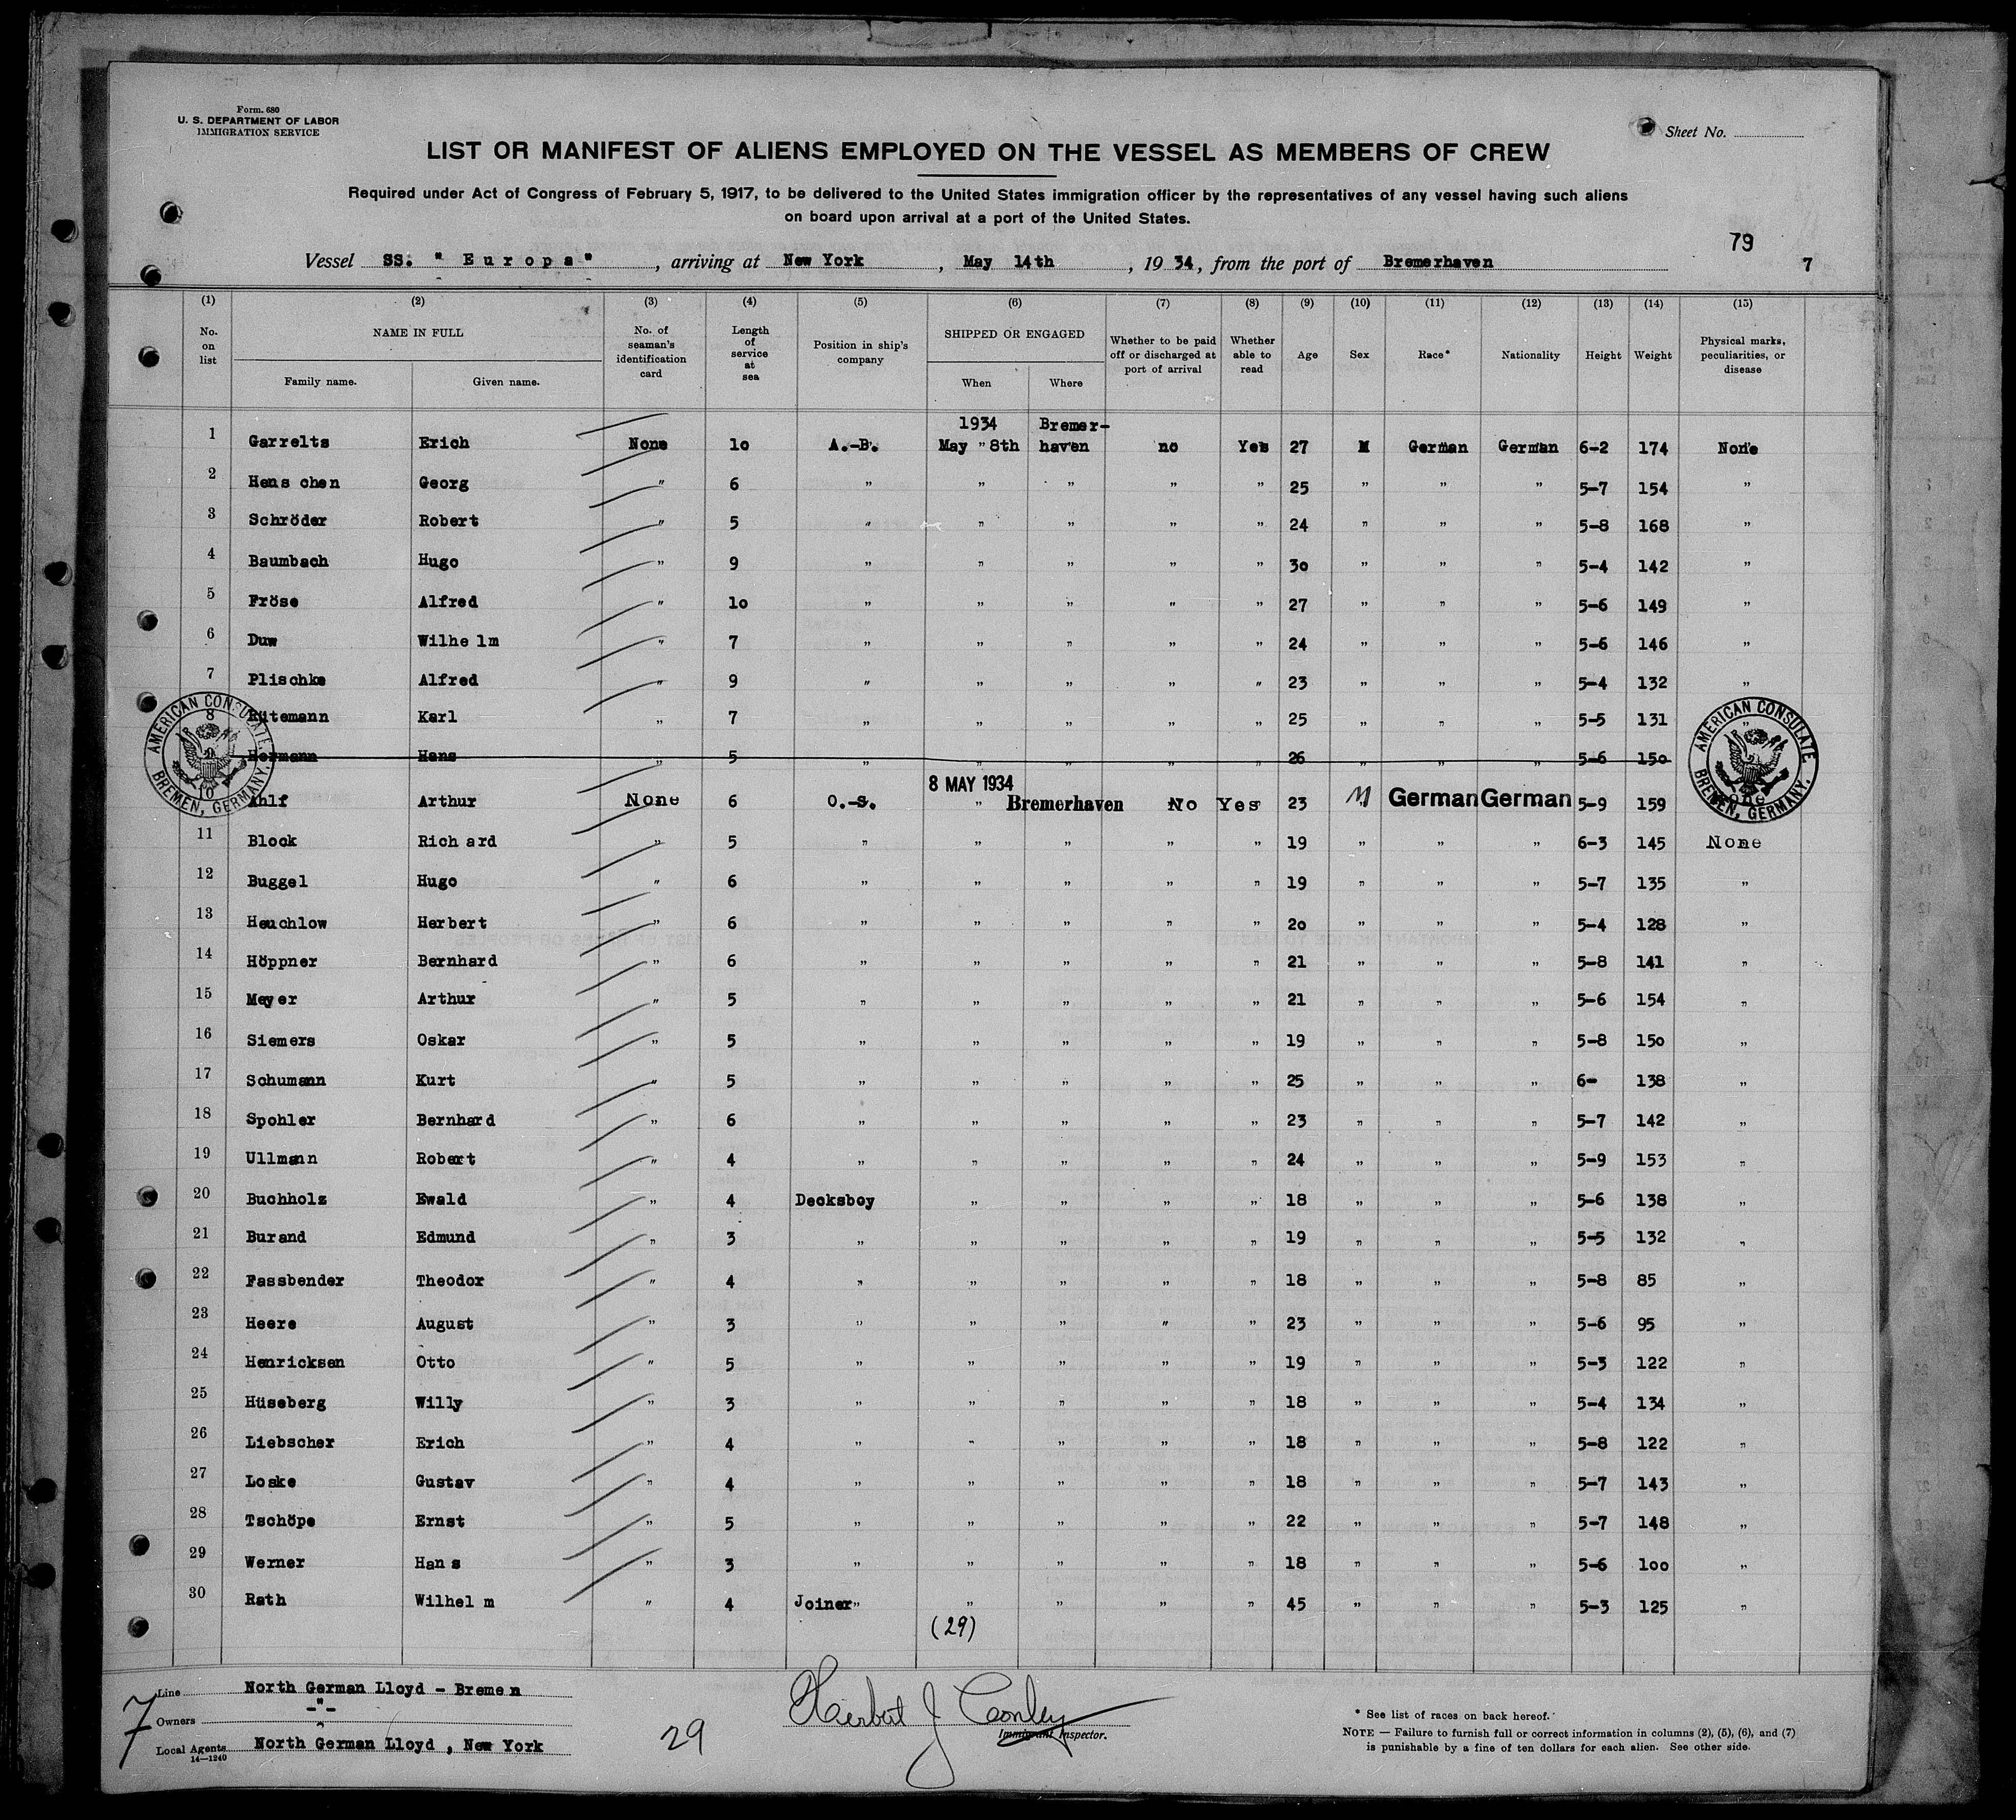 Form. 680
U. S. DEPARTMENT OF LABOR
IMMIGRATION SERVICE
Sheet No.
LIST OR MANIFEST OF ALIENS EMPLOYED ON THE VESSEL AS MEMBERS OF CREW
Required under Act of Congress of February 5, 1917, to be delivered to the United States immigration officer by the representatives of any vessel having such aliens
on board upon arrival at a port of the United States.
79
7
Vessel SS. "Europa", arriving at New York, May 14th, 1934, from the port of Bremerhaven
(1) (2) (3) (4) (5) (6) (7) (8) (9) (10) (11) (12) (13) (14) (15)
No. on list NAME IN FULL Family name. Given name. No. of seaman's identification card Length of service at sea Position in ship's company SHIPPED OR ENGAGED When Where Whether to be paid off or discharged at port of arrival Whether able to read Age Sex Race* Nationality Height Weight Physical marks, peculiarities, or disease
1934 Bremer-
1 Garrelts Erich None 10 A.-B. May " 8th haven no Yes 27 M German German 6-2 174 None
2 Hens chen Georg " 6 " " " " " 25 " " " 5-7 154 "
3 Schröder Robert " 5 " " " " " 24 " " " 5-8 168 "
4 Baumbach Hugo " 9 " " " " " 30 " " " 5-4 142 "
5 Fröse Alfred " 10 " " " " " 27 " " " 5-6 149 "
6 Duw Wilhelm " 7 " " " " " 24 " " " 5-6 146 "
7 Plischke Alfred " 9 " " " " " 23 " " " 5-4 132 "
8 Rütemann Karl " 7 " " " " " 25 " " " 5-5 131 "
9 Hermann Hans " 5 " " " " " 26 " " " 5-6 150
8 MAY 1934
10 Ahlf Arthur None 6 O.-S. " Bremerhaven No Yes 23 M German German 5-9 159 None
11 Block Richard " 5 " " " " " 19 " " " 6-3 145 None
12 Buggel Hugo " 6 " " " " " 19 " " " 5-7 135 "
13 Heuchlow Herbert " 6 " " " " " 20 " " " 5-4 128 "
14 Höppner Bernhard " 6 " " " " " 21 " " " 5-8 141 "
15 Meyer Arthur " 5 " " " " " 21 " " " 5-6 154 "
16 Siemers Oskar " 5 " " " " " 19 " " " 5-8 150 "
17 Schumann Kurt " 5 " " " " " 25 " " " 6- 138 "
18 Spohler Bernhard " 6 " " " " " 23 " " " 5-7 142 "
19 Ullmann Robert " 4 " " " " " 24 " " " 5-9 153 "
20 Buchholz Ewald " 4 Decksboy " " " " 18 " " " 5-6 138 "
21 Burand Edmund " 3 " " " " " 19 " " " 5-5 132 "
22 Fassbender Theodor " 4 " " " " " 18 " " " 5-8 85 "
23 Heere August " 3 " " " " " 23 " " " 5-6 95 "
24 Henricksen Otto " 5 " " " " " 19 " " " 5-3 122 "
25 Hüseberg Willy " 3 " " " " " 18 " " " 5-4 134 "
26 Liebscher Erich " 4 " " " " " 18 " " " 5-8 122 "
27 Loske Gustav " 4 " " " " " 18 " " " 5-7 143 "
28 Tschöpe Ernst " 5 " " " " " 22 " " " 5-7 148 "
29 Werner Hans " 3 " " " " " 18 " " " 5-6 100 "
30 Rath Wilhelm " 4 Joiner" " " " " 45 " " " 5-3 125 "
(29)
AMERICAN CONSULATE, BREMEN, GERMANY.
AMERICAN CONSULATE, BREMEN, GERMANY.
7
Line North German Lloyd - Bremen
Owners -"-
Local Agents North German Lloyd, New York
14-1240
29
Herbert J Conley
Immigrant Inspector.
* See list of races on back hereof.
NOTE — Failure to furnish full or correct information in columns (2), (5), (6), and (7)
is punishable by a fine of ten dollars for each alien. See other side.